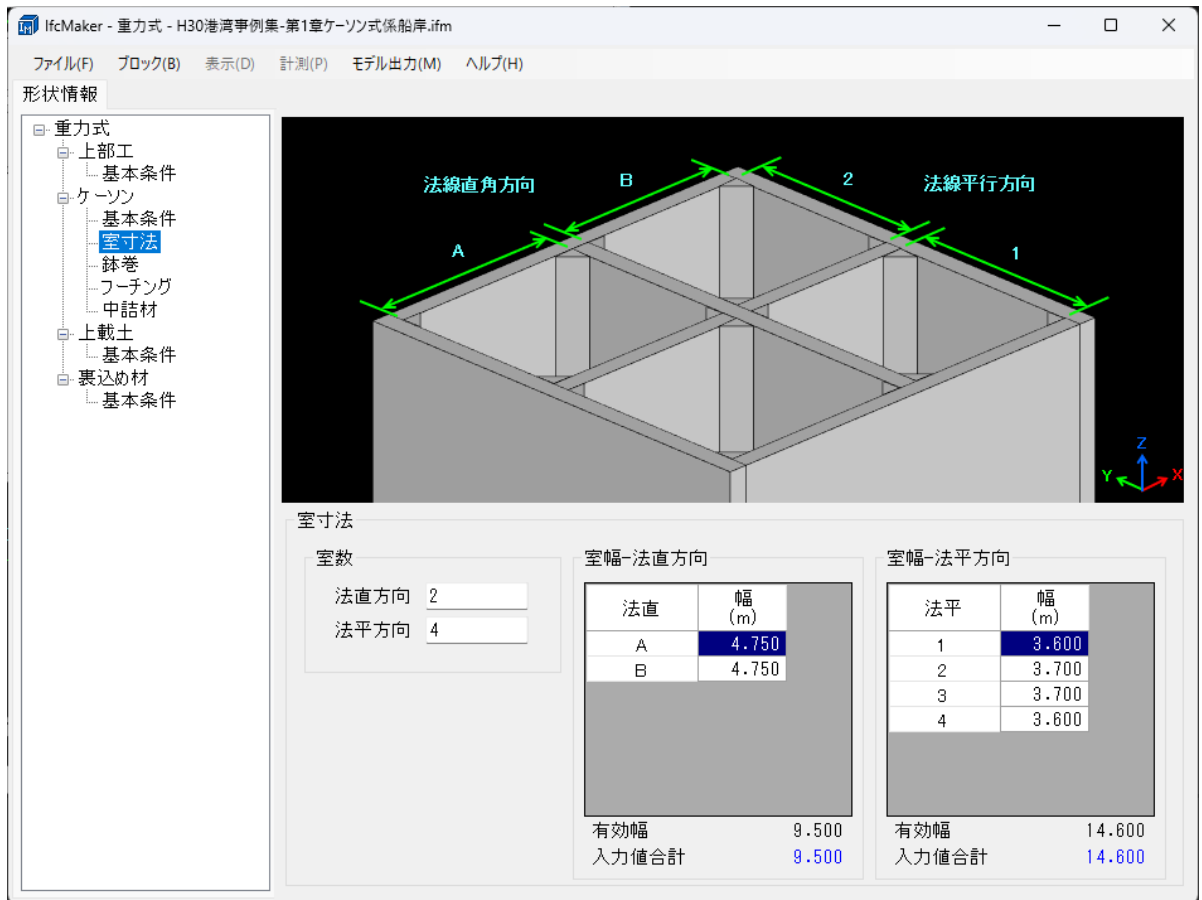 IfcMaker - 重力式 - H30港湾事例集-第1章ケーソン式係船岸.ifm
ファイル(F) ブロック(B) 表示(D) 計測(P) モデル出力(M) ヘルプ(H)
形状情報
重力式
上部工
基本条件
ケーソン
基本条件
室寸法
鉢巻
フーチング
中詰材
上載土
基本条件
裏込め材
基本条件
法線直角方向 B 2 法線平行方向
A 1
Z
Y X
室寸法
室数
法直方向 2
法平方向 4
室幅-法直方向
法直 幅
(m)
A 4.750
B 4.750
有効幅 9.500
入力値合計 9.500
室幅-法平方向
法平 幅
(m)
1 3.600
2 3.700
3 3.700
4 3.600
有効幅 14.600
入力値合計 14.600